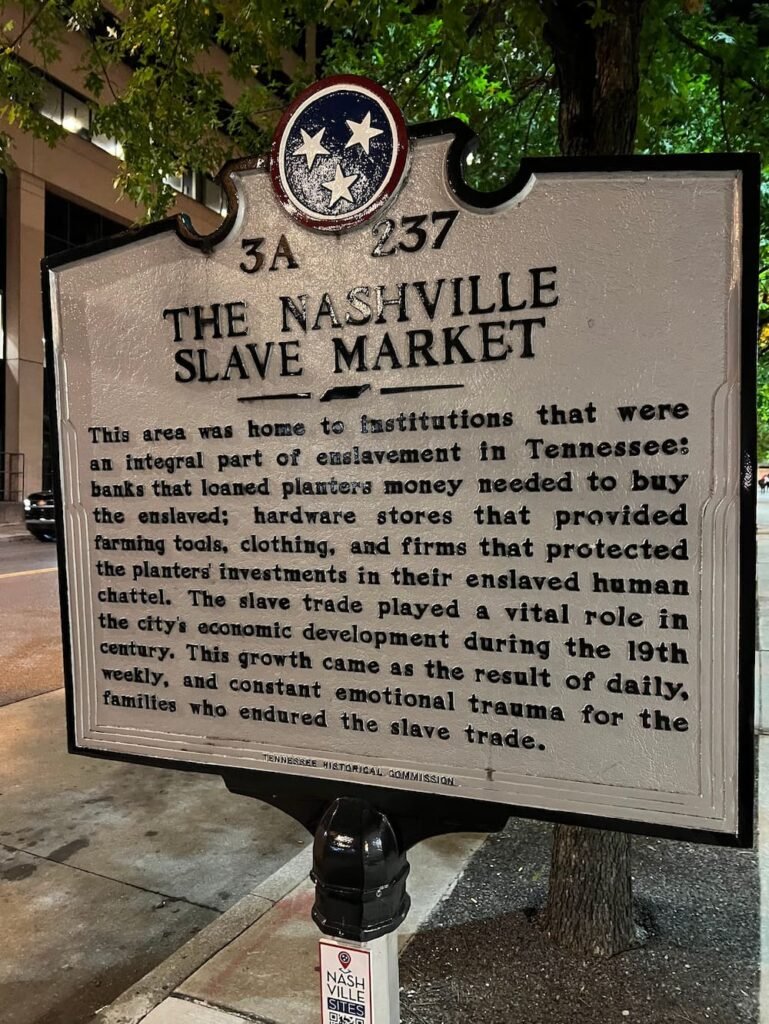 3A 237
THE NASHVILLE
SLAVE MARKET
This area was home to institutions that were
an integral part of enslavement in Tennessee:
banks that loaned planters money needed to buy
the enslaved; hardware stores that provided
farming tools, clothing, and firms that protected
the planters' investments in their enslaved human
chattel. The slave trade played a vital role in
the city's economic development during the 19th
century. This growth came as the result of daily,
weekly, and constant emotional trauma for the
families who endured the slave trade.
TENNESSEE HISTORICAL COMMISSION
NASH
VILLE
SITES